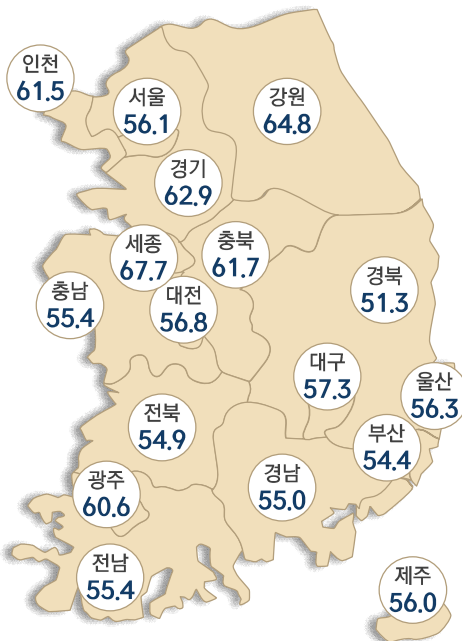 인천
61.5
서울
56.1
강원
64.8
경기
62.9
세종
67.7
충북
61.7
충남
55.4
대전
56.8
경북
51.3
대구
57.3
울산
56.3
전북
54.9
부산
54.4
광주
60.6
경남
55.0
전남
55.4
제주
56.0